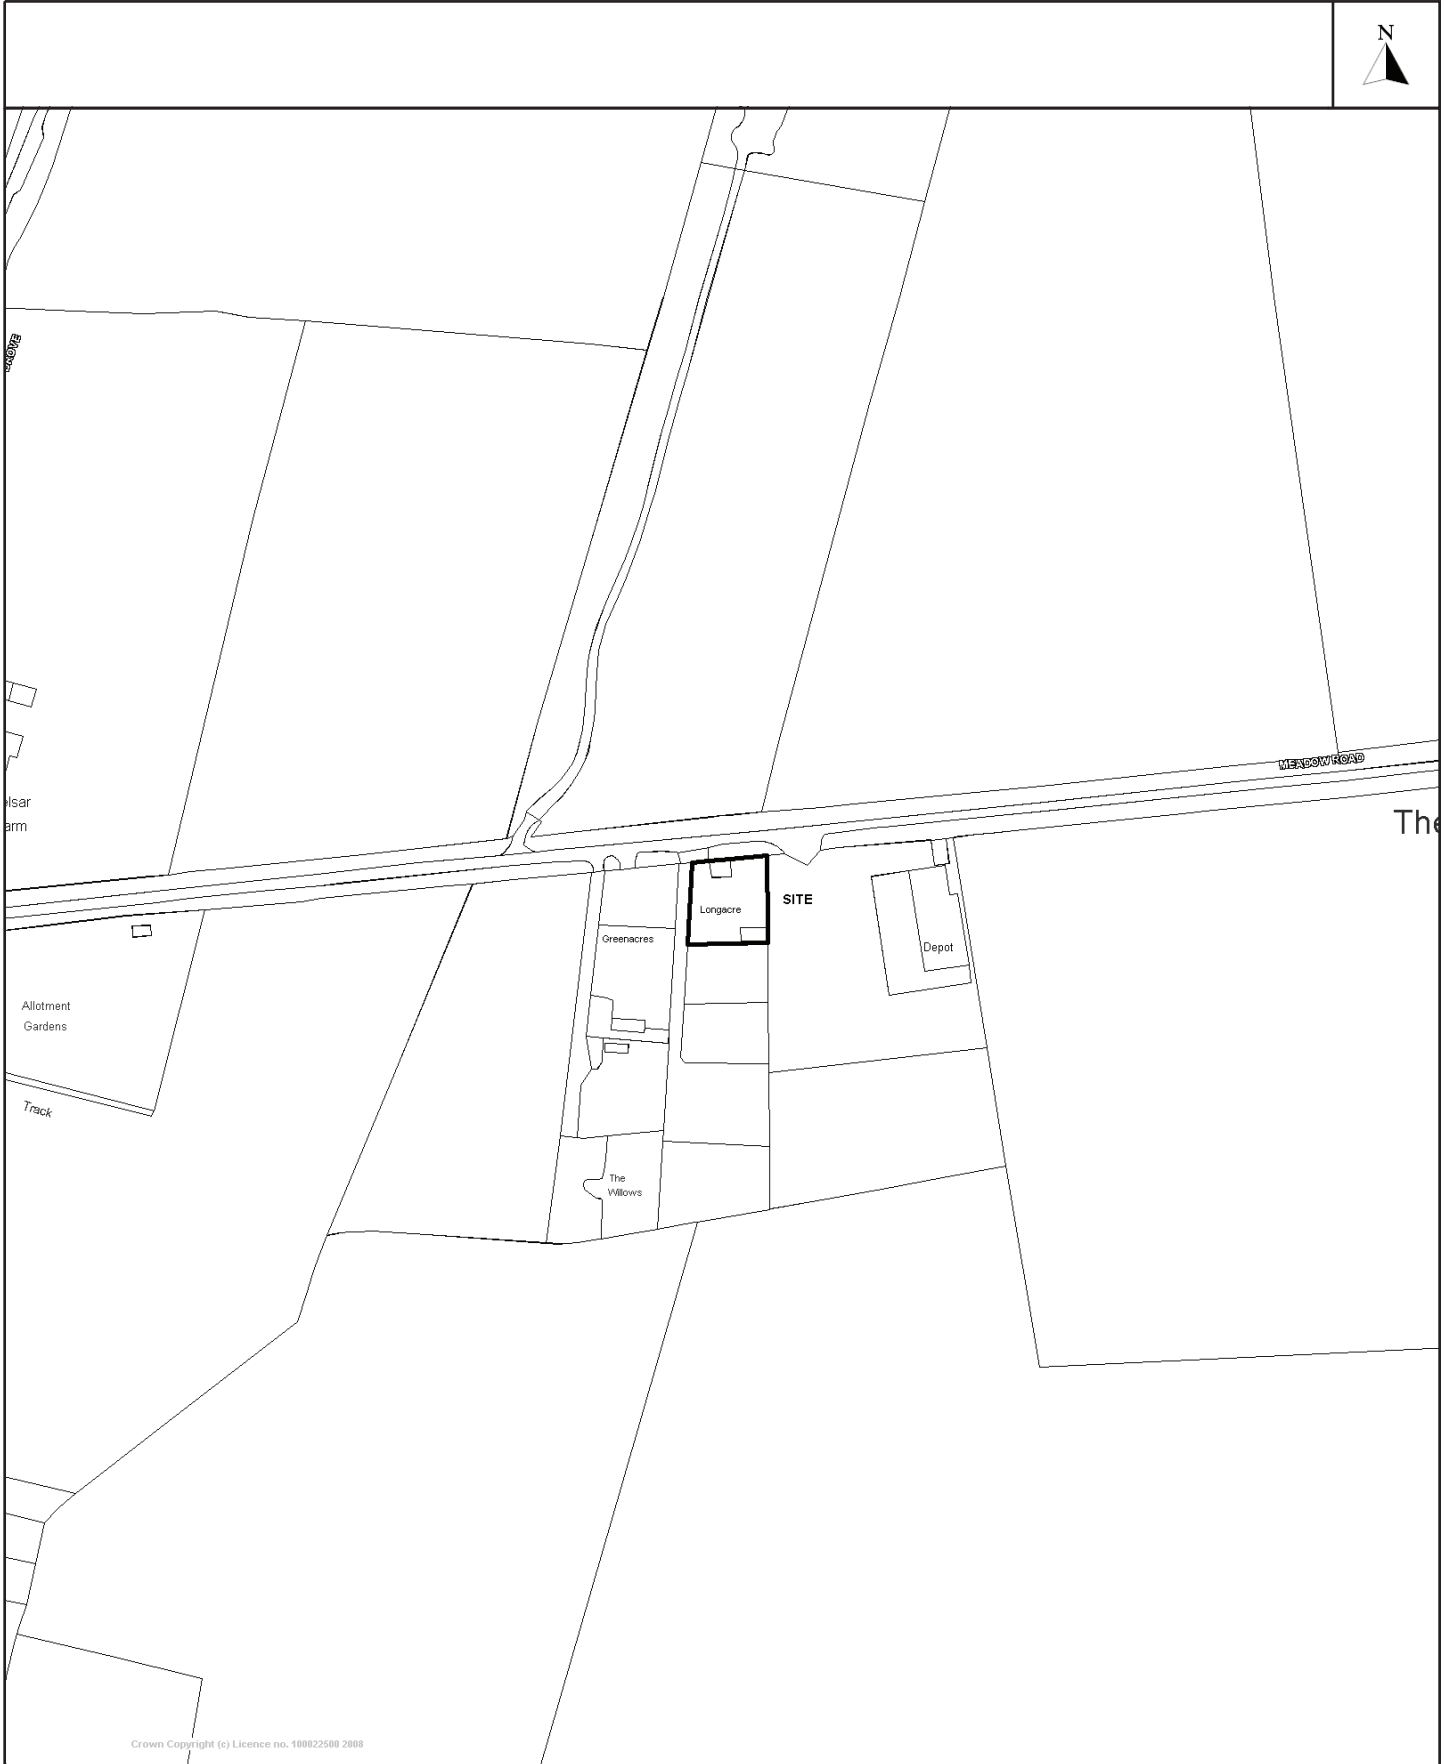 N
GROVE
MEADOW ROAD
elsar
arm
The
SITE
Longacre
Greenacres
Depot
Allotment
Gardens
Track
The
Willows
Crown Copyright (c) Licence no. 100022500 2008